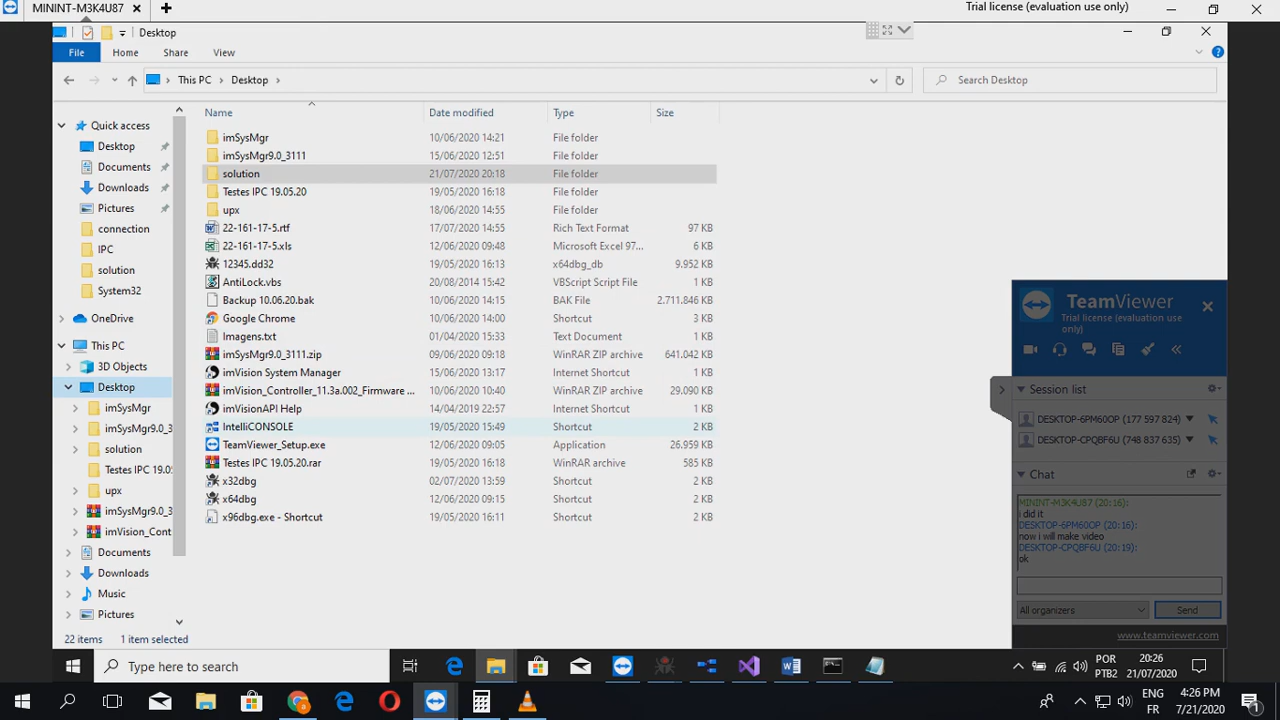 MININT-M3K4U87
Trial license (evaluation use only)
Desktop
File
Home
Share
View
This PC
Desktop
Search Desktop
Name
Date modified
Type
Size
Quick access
Desktop
Documents
Downloads
Pictures
connection
IPC
solution
System32
OneDrive
This PC
3D Objects
Desktop
imSysMgr
imSysMgr9.0_3
solution
Testes IPC 19.0
upx
imSysMgr9.0_3
imVision_Cont
Documents
Downloads
Music
Pictures
imSysMgr 10/06/2020 14:21 File folder
imSysMgr9.0_3111 15/06/2020 12:51 File folder
solution 21/07/2020 20:18 File folder
Testes IPC 19.05.20 19/05/2020 16:18 File folder
upx 18/06/2020 14:55 File folder
22-161-17-5.rtf 17/07/2020 14:55 Rich Text Format 97 KB
22-161-17-5.xls 12/06/2020 09:48 Microsoft Excel 97... 6 KB
12345.dd32 19/05/2020 16:13 x64dbg_db 9.952 KB
AntiLock.vbs 20/08/2014 15:42 VBScript Script File 1 KB
Backup 10.06.20.bak 10/06/2020 14:15 BAK File 2.711.846 KB
Google Chrome 10/06/2020 14:00 Shortcut 3 KB
Imagens.txt 01/04/2020 15:33 Text Document 1 KB
imSysMgr9.0_3111.zip 09/06/2020 09:18 WinRAR ZIP archive 641.042 KB
imVision System Manager 15/06/2020 13:17 Internet Shortcut 1 KB
imVision_Controller_11.3a.002_Firmware ... 10/06/2020 10:40 WinRAR ZIP archive 29.090 KB
imVisionAPI Help 14/04/2019 22:57 Internet Shortcut 1 KB
IntelliCONSOLE 19/05/2020 15:49 Shortcut 2 KB
TeamViewer_Setup.exe 12/06/2020 09:05 Application 26.959 KB
Testes IPC 19.05.20.rar 19/05/2020 16:18 WinRAR archive 585 KB
x32dbg 02/07/2020 13:59 Shortcut 2 KB
x64dbg 12/06/2020 09:15 Shortcut 2 KB
x96dbg.exe - Shortcut 19/05/2020 16:11 Shortcut 2 KB
22 items 1 item selected
TeamViewer
Trial license (evaluation use
only)
Session list
DESKTOP-6PM60OP (177 597 824)
DESKTOP-CPQBF6U (748 837 635)
Chat
MININT-M3K4U87 (20:16):
i did it
DESKTOP-6PM60OP (20:16):
now i will make video
DESKTOP-CPQBF6U (20:19):
ok
All organizers
Send
www.teamviewer.com
Type here to search
POR
PTB2
20:26
21/07/2020
ENG
FR
4:26 PM
7/21/2020
1